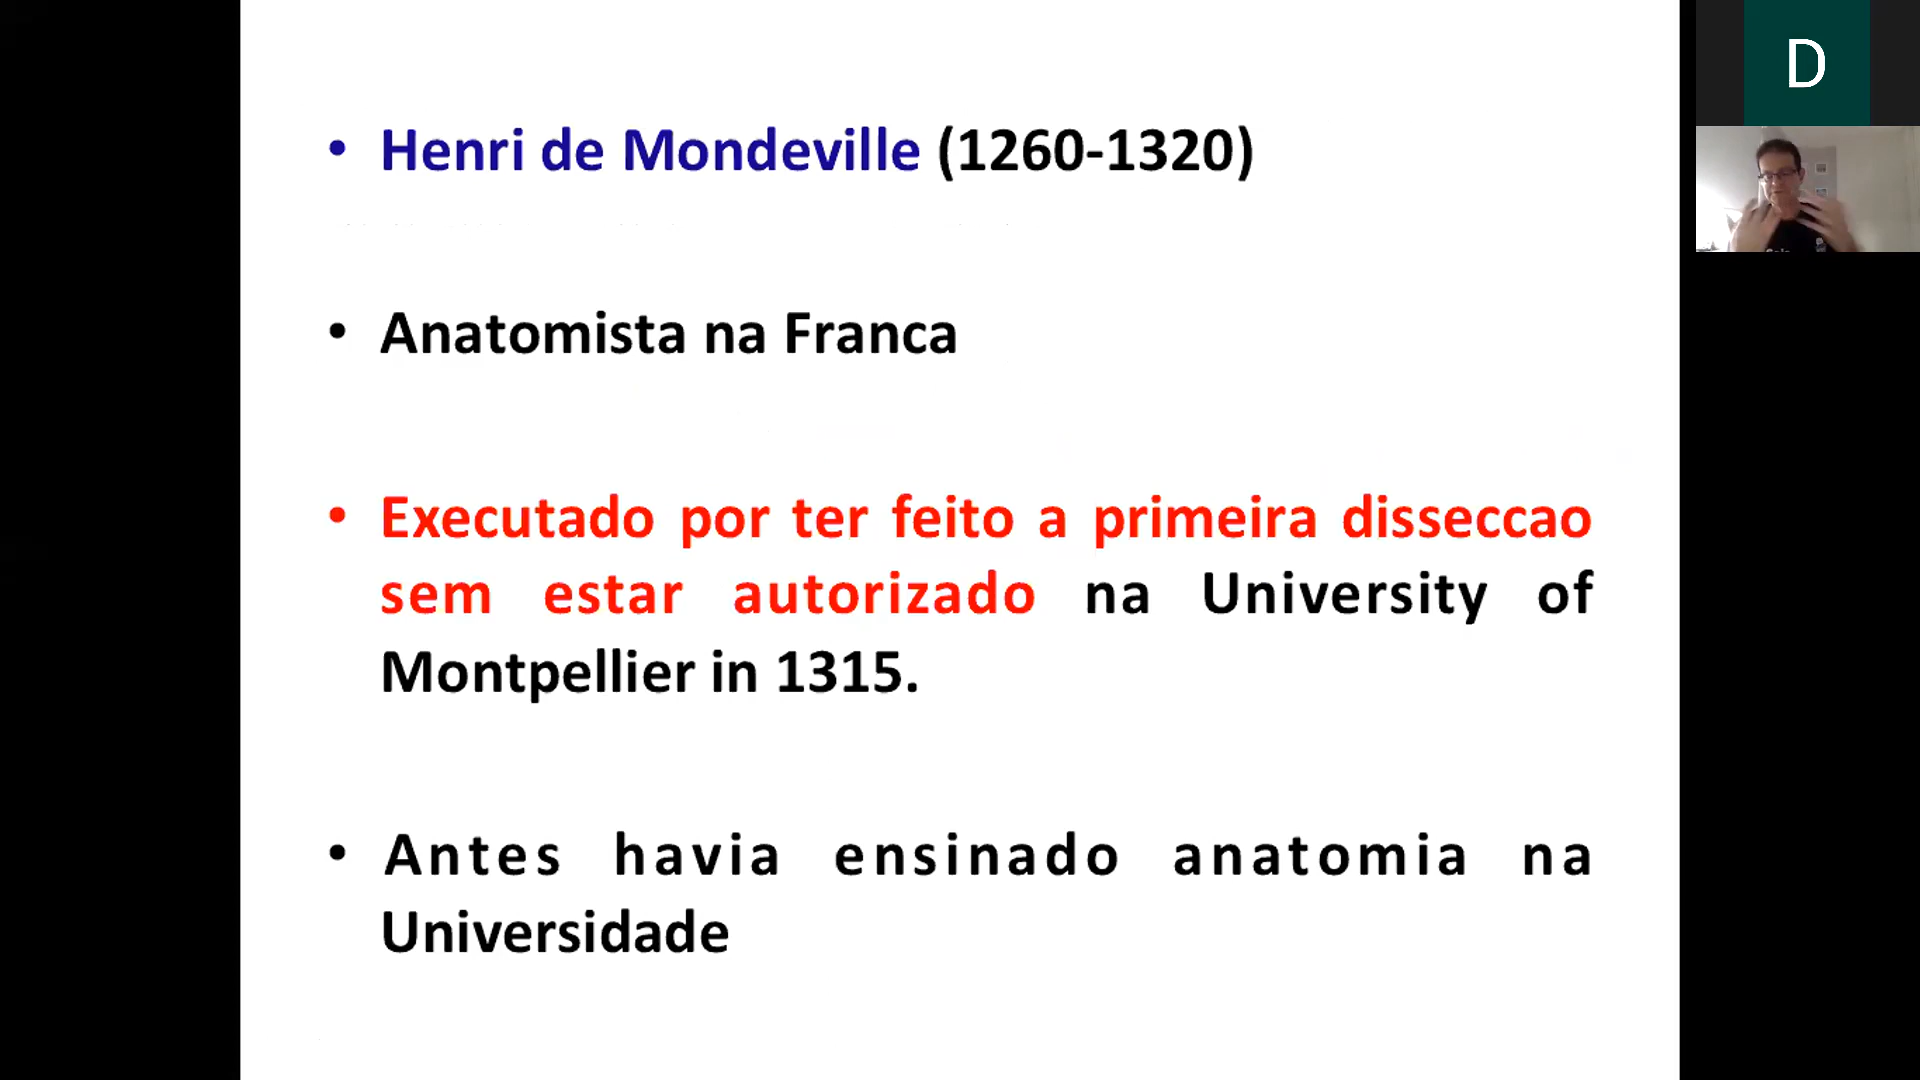 D
• Henri de Mondeville (1260-1320)
• Anatomista na Franca
• Executado por ter feito a primeira disseccao
sem estar autorizado na University of
Montpellier in 1315.
• Antes havia ensinado anatomia na
Universidade